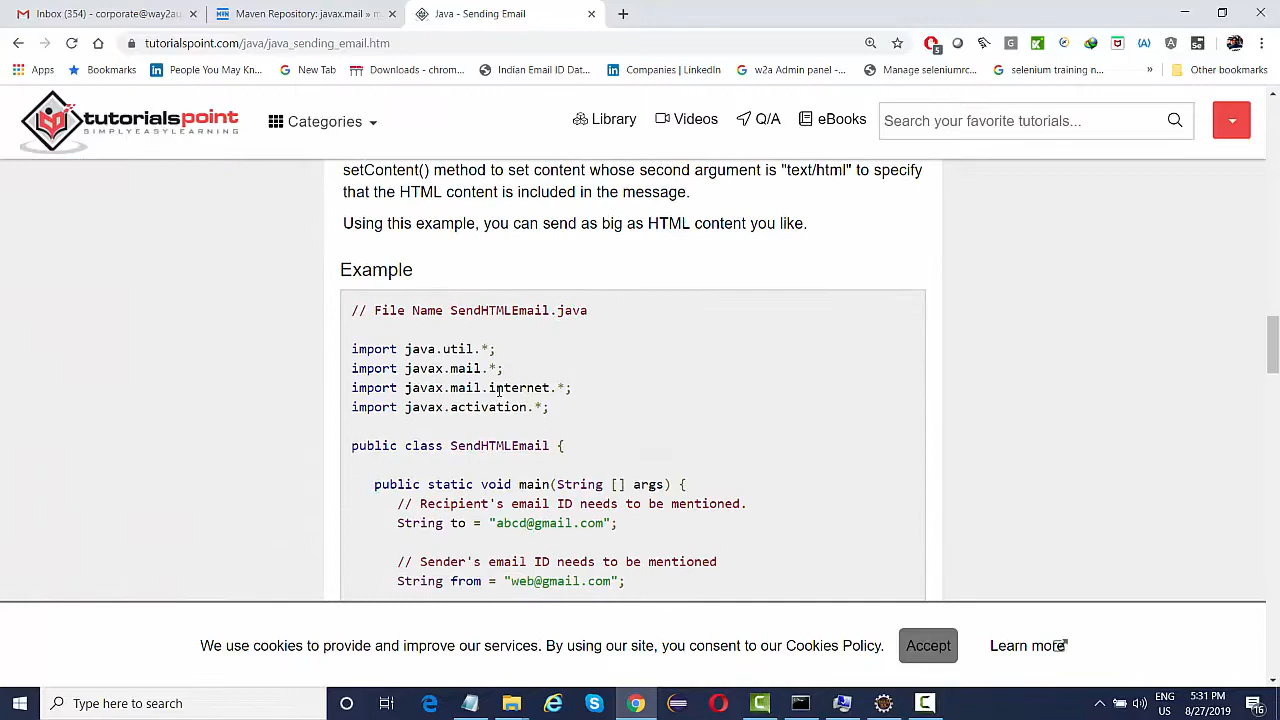 Inbox (354) - corporate@way2au
Maven Repository: javax.mail » m
Java - Sending Email
tutorialspoint.com/java/java_sending_email.htm
5
Apps
Bookmarks
People You May Kn..
New Tab
Downloads - chrom...
Indian Email ID Dat...
Companies | LinkedIn
w2a Admin panel -...
Manage seleniumrc...
selenium training n...
»
Other bookmarks
tutorialspoint
SIMPLYEASYLEARNING
Categories
Library
Videos
Q/A
eBooks
Search your favorite tutorials...
setContent() method to set content whose second argument is "text/html" to specify
that the HTML content is included in the message.
Using this example, you can send as big as HTML content you like.
Example
// File Name SendHTMLEmail.java
import java.util.*;
import javax.mail.*;
import javax.mail.internet.*;
import javax.activation.*;
public class SendHTMLEmail {
public static void main(String [] args) {
// Recipient's email ID needs to be mentioned.
String to = "abcd@gmail.com";
// Sender's email ID needs to be mentioned
String from = "web@gmail.com";
We use cookies to provide and improve our services. By using our site, you consent to our Cookies Policy.
Accept
Learn more
Type here to search
ENG
US
5:31 PM
8/27/2019